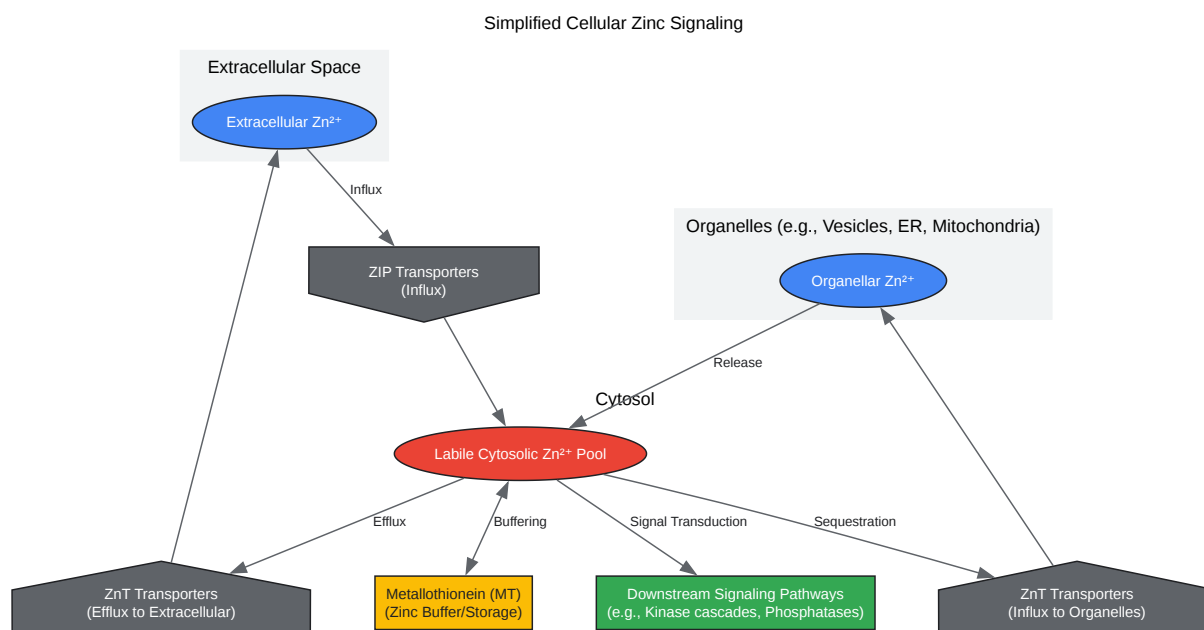 Simplified Cellular Zinc Signaling
Extracellular Space
Extracellular Zn²⁺
Influx
Organelles (e.g., Vesicles, ER, Mitochondria)
ZIP Transporters
(Influx)
Organellar Zn²⁺
Release
Cytosol
Labile Cytosolic Zn²⁺ Pool
Efflux
Buffering
Signal Transduction
Sequestration
ZnT Transporters
(Efflux to Extracellular)
Metallothionein (MT)
(Zinc Buffer/Storage)
Downstream Signaling Pathways
(e.g., Kinase cascades, Phosphatases)
ZnT Transporters
(Influx to Organelles)